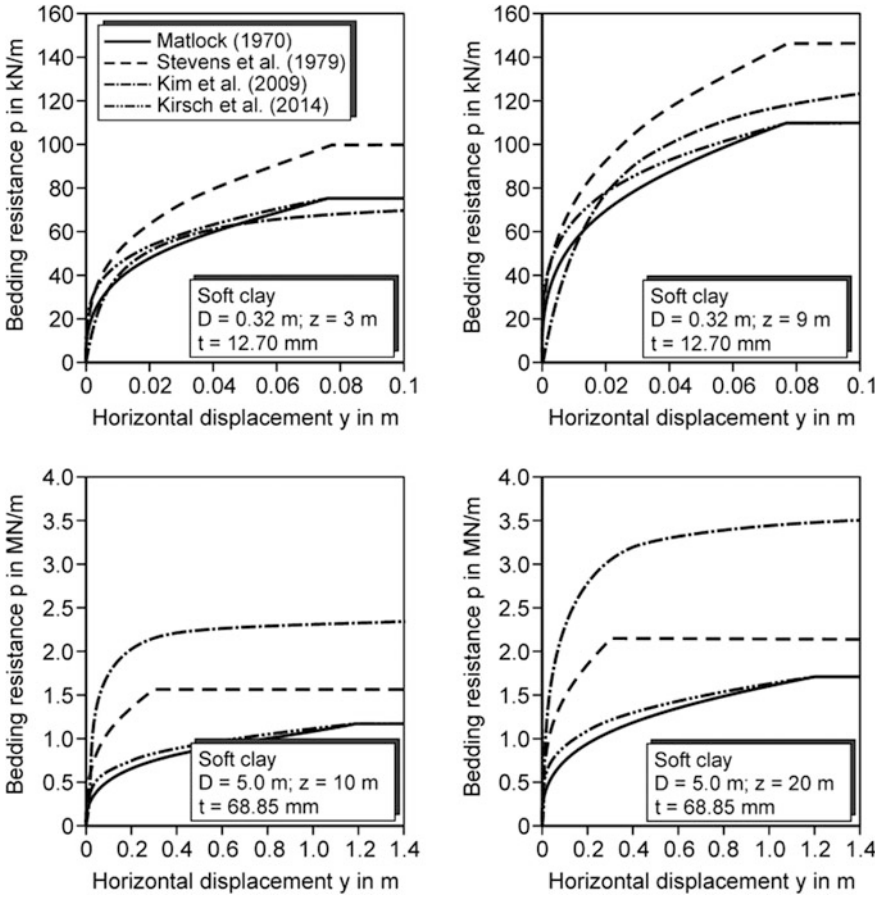 160
140
120
100
80
60
40
20
0
Bedding resistance p in kN/m
Matlock (1970)
Stevens et al. (1979)
Kim et al. (2009)
Kirsch et al. (2014)
Soft clay
D = 0.32 m; z = 3 m
t = 12.70 mm
0 0.02 0.04 0.06 0.08 0.1
Horizontal displacement y in m
160
140
120
100
80
60
40
20
0
Bedding resistance p in kN/m
Soft clay
D = 0.32 m; z = 9 m
t = 12.70 mm
0 0.02 0.04 0.06 0.08 0.1
Horizontal displacement y in m
4.0
3.5
3.0
2.5
2.0
1.5
1.0
0.5
0
Bedding resistance p in MN/m
Soft clay
D = 5.0 m; z = 10 m
t = 68.85 mm
0 0.2 0.4 0.6 0.8 1.0 1.2 1.4
Horizontal displacement y in m
4.0
3.5
3.0
2.5
2.0
1.5
1.0
0.5
0
Bedding resistance p in MN/m
Soft clay
D = 5.0 m; z = 20 m
t = 68.85 mm
0 0.2 0.4 0.6 0.8 1.0 1.2 1.4
Horizontal displacement y in m